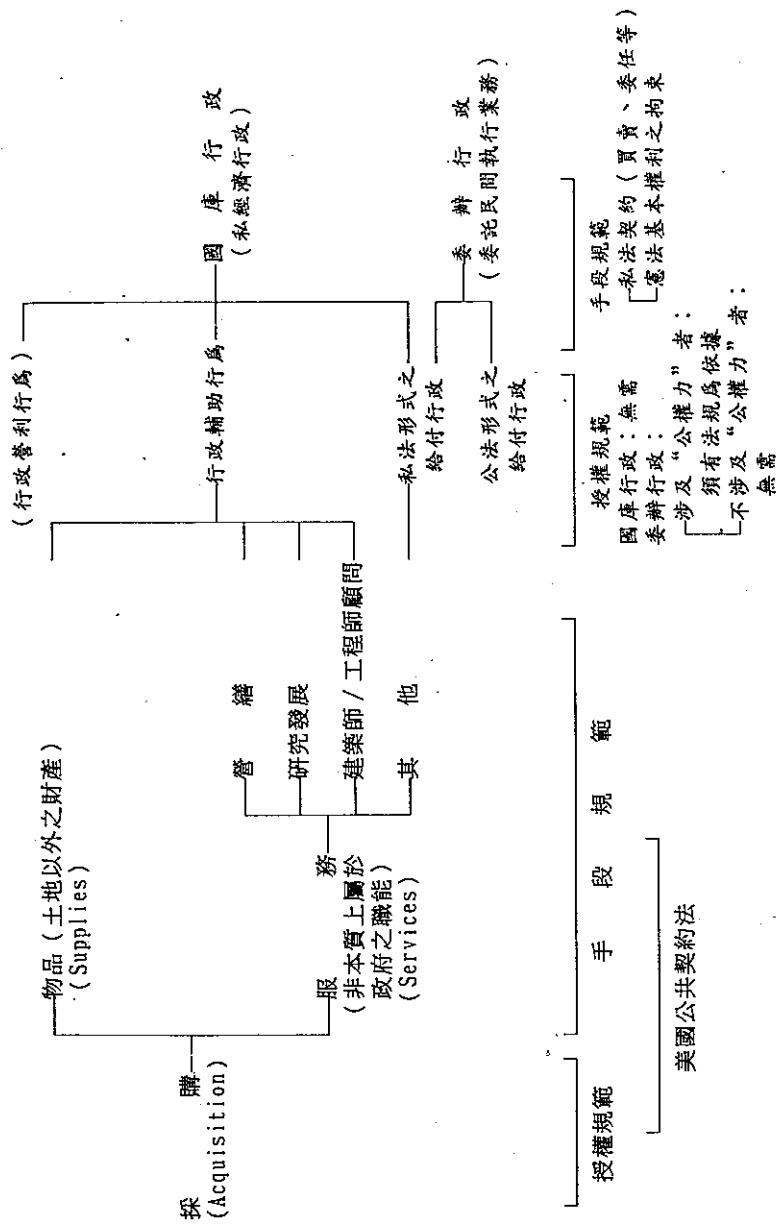 採購
(Acquisition)
物品(土地以外之財產)
(Supplies)
服務
(非本質上屬於
政府之職能)
(Services)
營繕
研究發展
建築師/工程師顧問
其他
(行政營利行為)
行政輔助行為
私法形式之
給付行政
公法形式之
給付行政
國庫行政
(私經濟行政)
委辦行政
(委託民間執行業務)
授權規範
手段規範
美國公共契約法
授權規範
國庫行政:無需
委辦行政:
涉及“公權力”者:
須有法規為依據
不涉及“公權力”者:
無需
手段規範
私法契約(買賣、委任等)
憲法基本權利之拘束